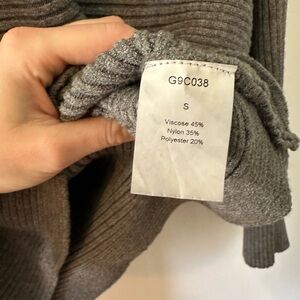 G9C038
S
Viscose 45%
Nylon 35%
Polyester 20%